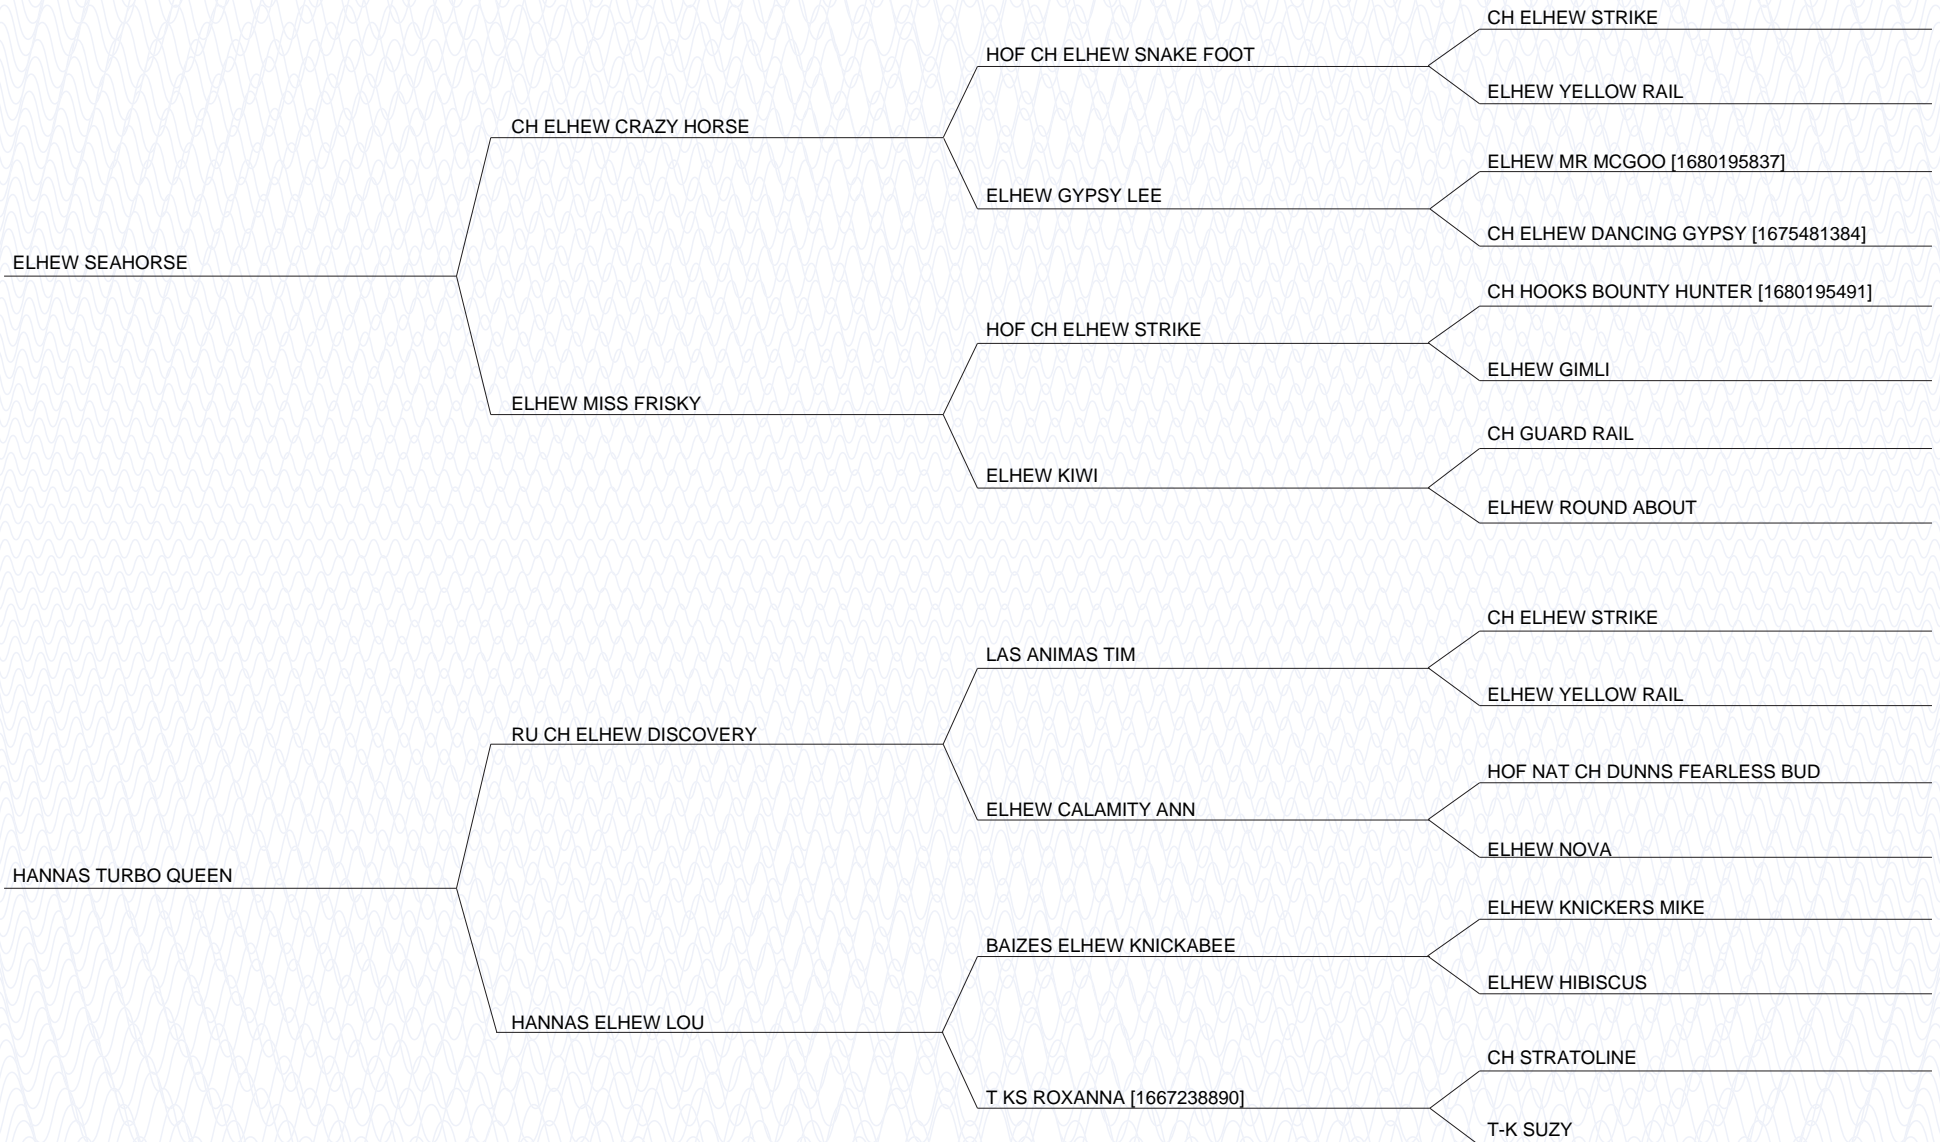 CH ELHEW STRIKE
HOF CH ELHEW SNAKE FOOT
ELHEW YELLOW RAIL
CH ELHEW CRAZY HORSE
ELHEW MR MCGOO [1680195837]
ELHEW GYPSY LEE
CH ELHEW DANCING GYPSY [1675481384]
ELHEW SEAHORSE
CH HOOKS BOUNTY HUNTER [1680195491]
HOF CH ELHEW STRIKE
ELHEW GIMLI
ELHEW MISS FRISKY
CH GUARD RAIL
ELHEW KIWI
ELHEW ROUND ABOUT
CH ELHEW STRIKE
LAS ANIMAS TIM
ELHEW YELLOW RAIL
RU CH ELHEW DISCOVERY
HOF NAT CH DUNNS FEARLESS BUD
ELHEW CALAMITY ANN
ELHEW NOVA
HANNAS TURBO QUEEN
ELHEW KNICKERS MIKE
BAIZES ELHEW KNICKABEE
ELHEW HIBISCUS
HANNAS ELHEW LOU
CH STRATOLINE
T KS ROXANNA [1667238890]
T-K SUZY